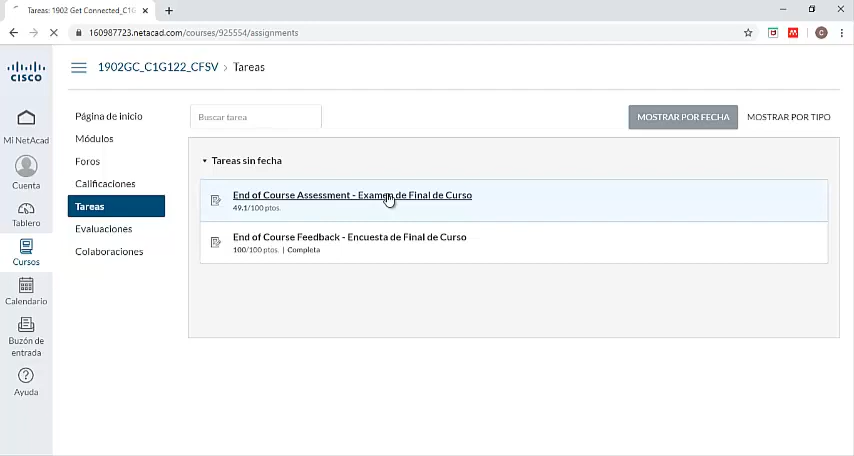 Tareas: 1902 Get Connected_C1G
160987723.netacad.com/courses/925554/assignments
C
CISCO
1902GC_C1G122_CFSV > Tareas
Mi NetAcad
Cuenta
Tablero
Cursos
Calendario
Buzón de
entrada
Ayuda
Página de inicio
Módulos
Foros
Calificaciones
Tareas
Evaluaciones
Colaboraciones
Buscar tarea
MOSTRAR POR FECHA
MOSTRAR POR TIPO
Tareas sin fecha
End of Course Assessment - Examen de Final de Curso
49.1/100 ptos.
End of Course Feedback - Encuesta de Final de Curso
100/100 ptos. | Completa